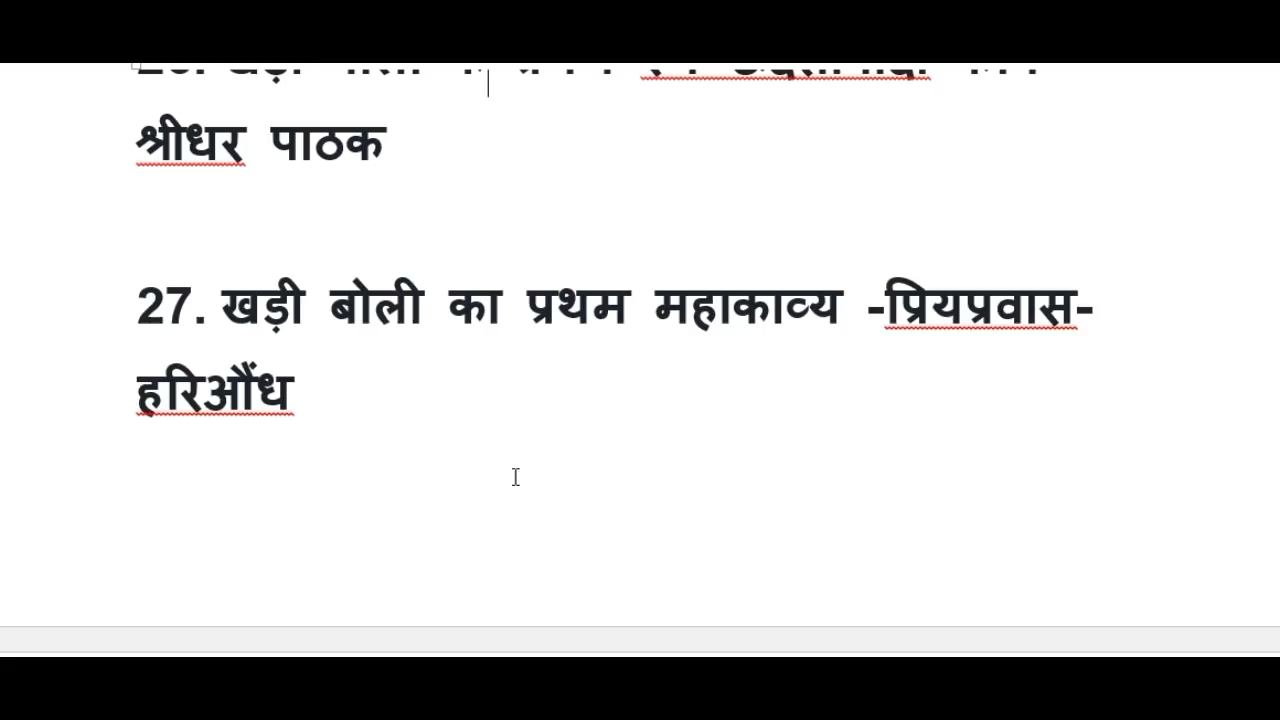 श्रीधर पाठक
27. खड़ी बोली का प्रथम महाकाव्य -प्रियप्रवास-
हरिऔंध